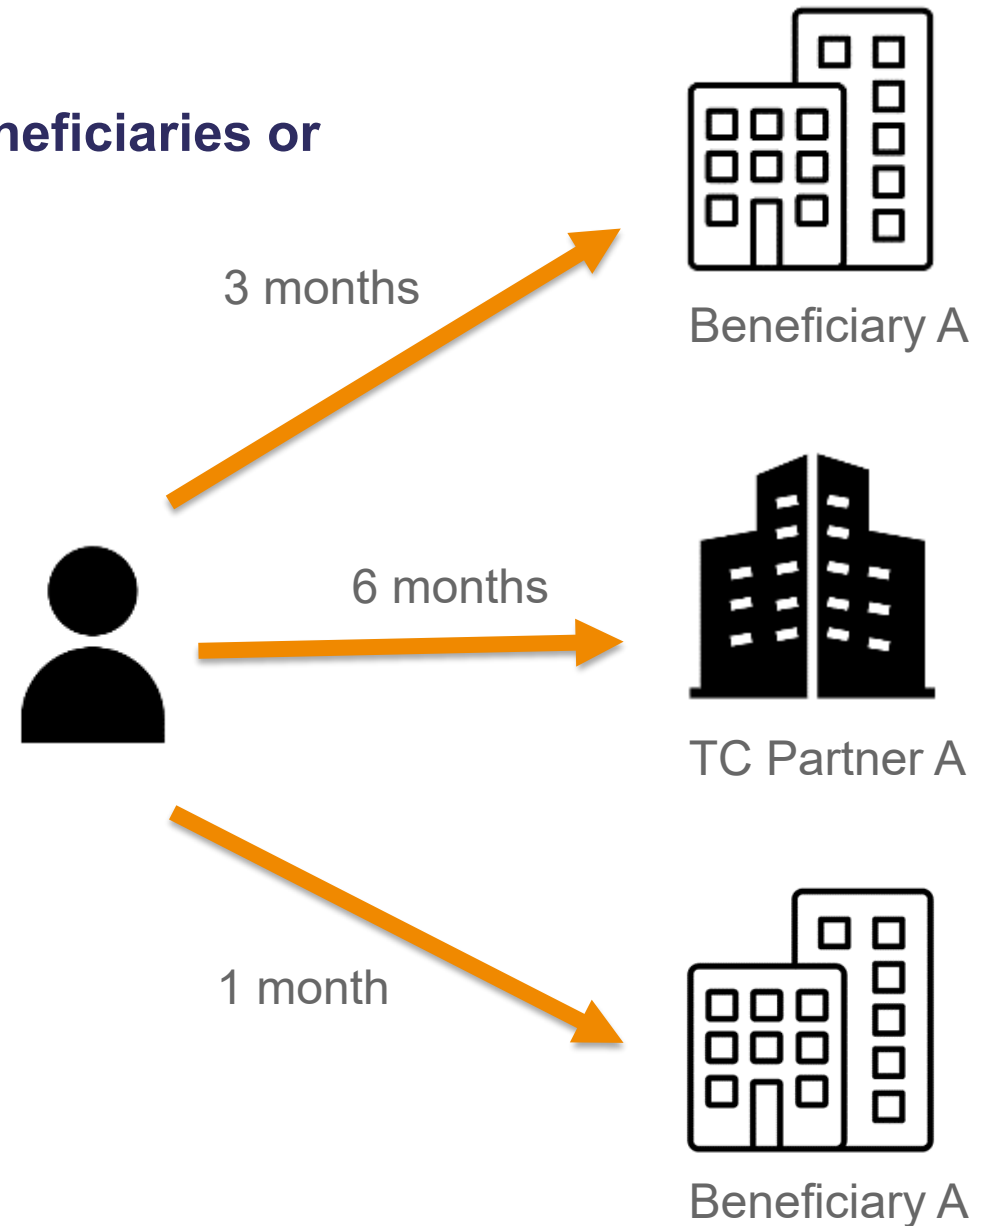 neficiaries or
3 months
Beneficiary A
6 months
TC Partner A
1 month
Beneficiary A